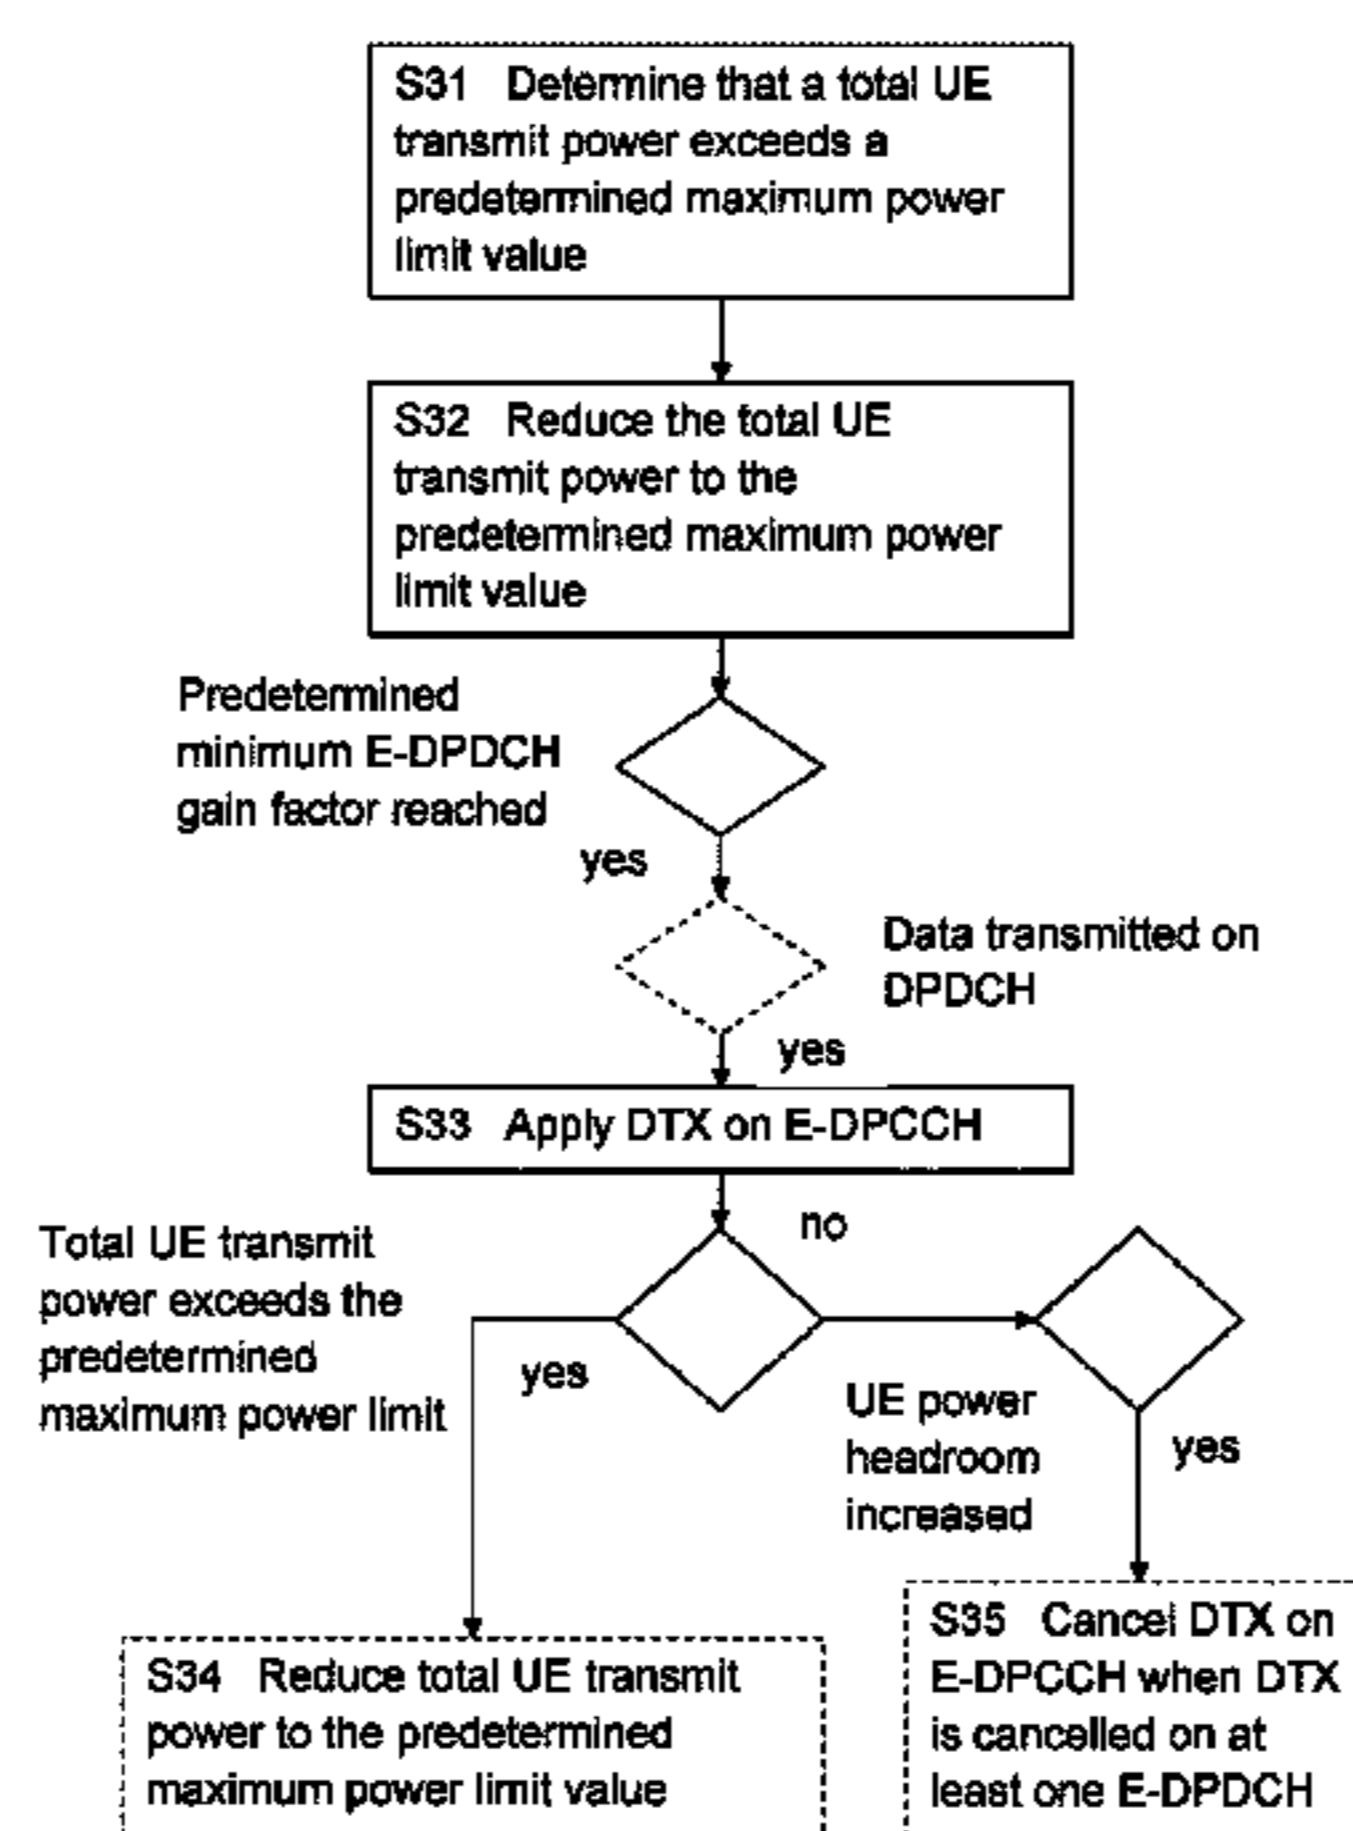 S31 Determine that a total UE
transmit power exceeds a
predetermined maximum power
limit value
S32 Reduce the total UE
transmit power to the
predetermined maximum power
limit value
Predetermined
minimum E-DPDCH
gain factor reached
yes
Data transmitted on
DPDCH
yes
S33 Apply DTX on E-DPCCH
no
Total UE transmit
power exceeds the
predetermined
maximum power limit
yes
UE power
headroom
increased
yes
S34 Reduce total UE transmit
power to the predetermined
maximum power limit value
S35 Cancel DTX on
E-DPCCH when DTX
is cancelled on at
least one E-DPDCH